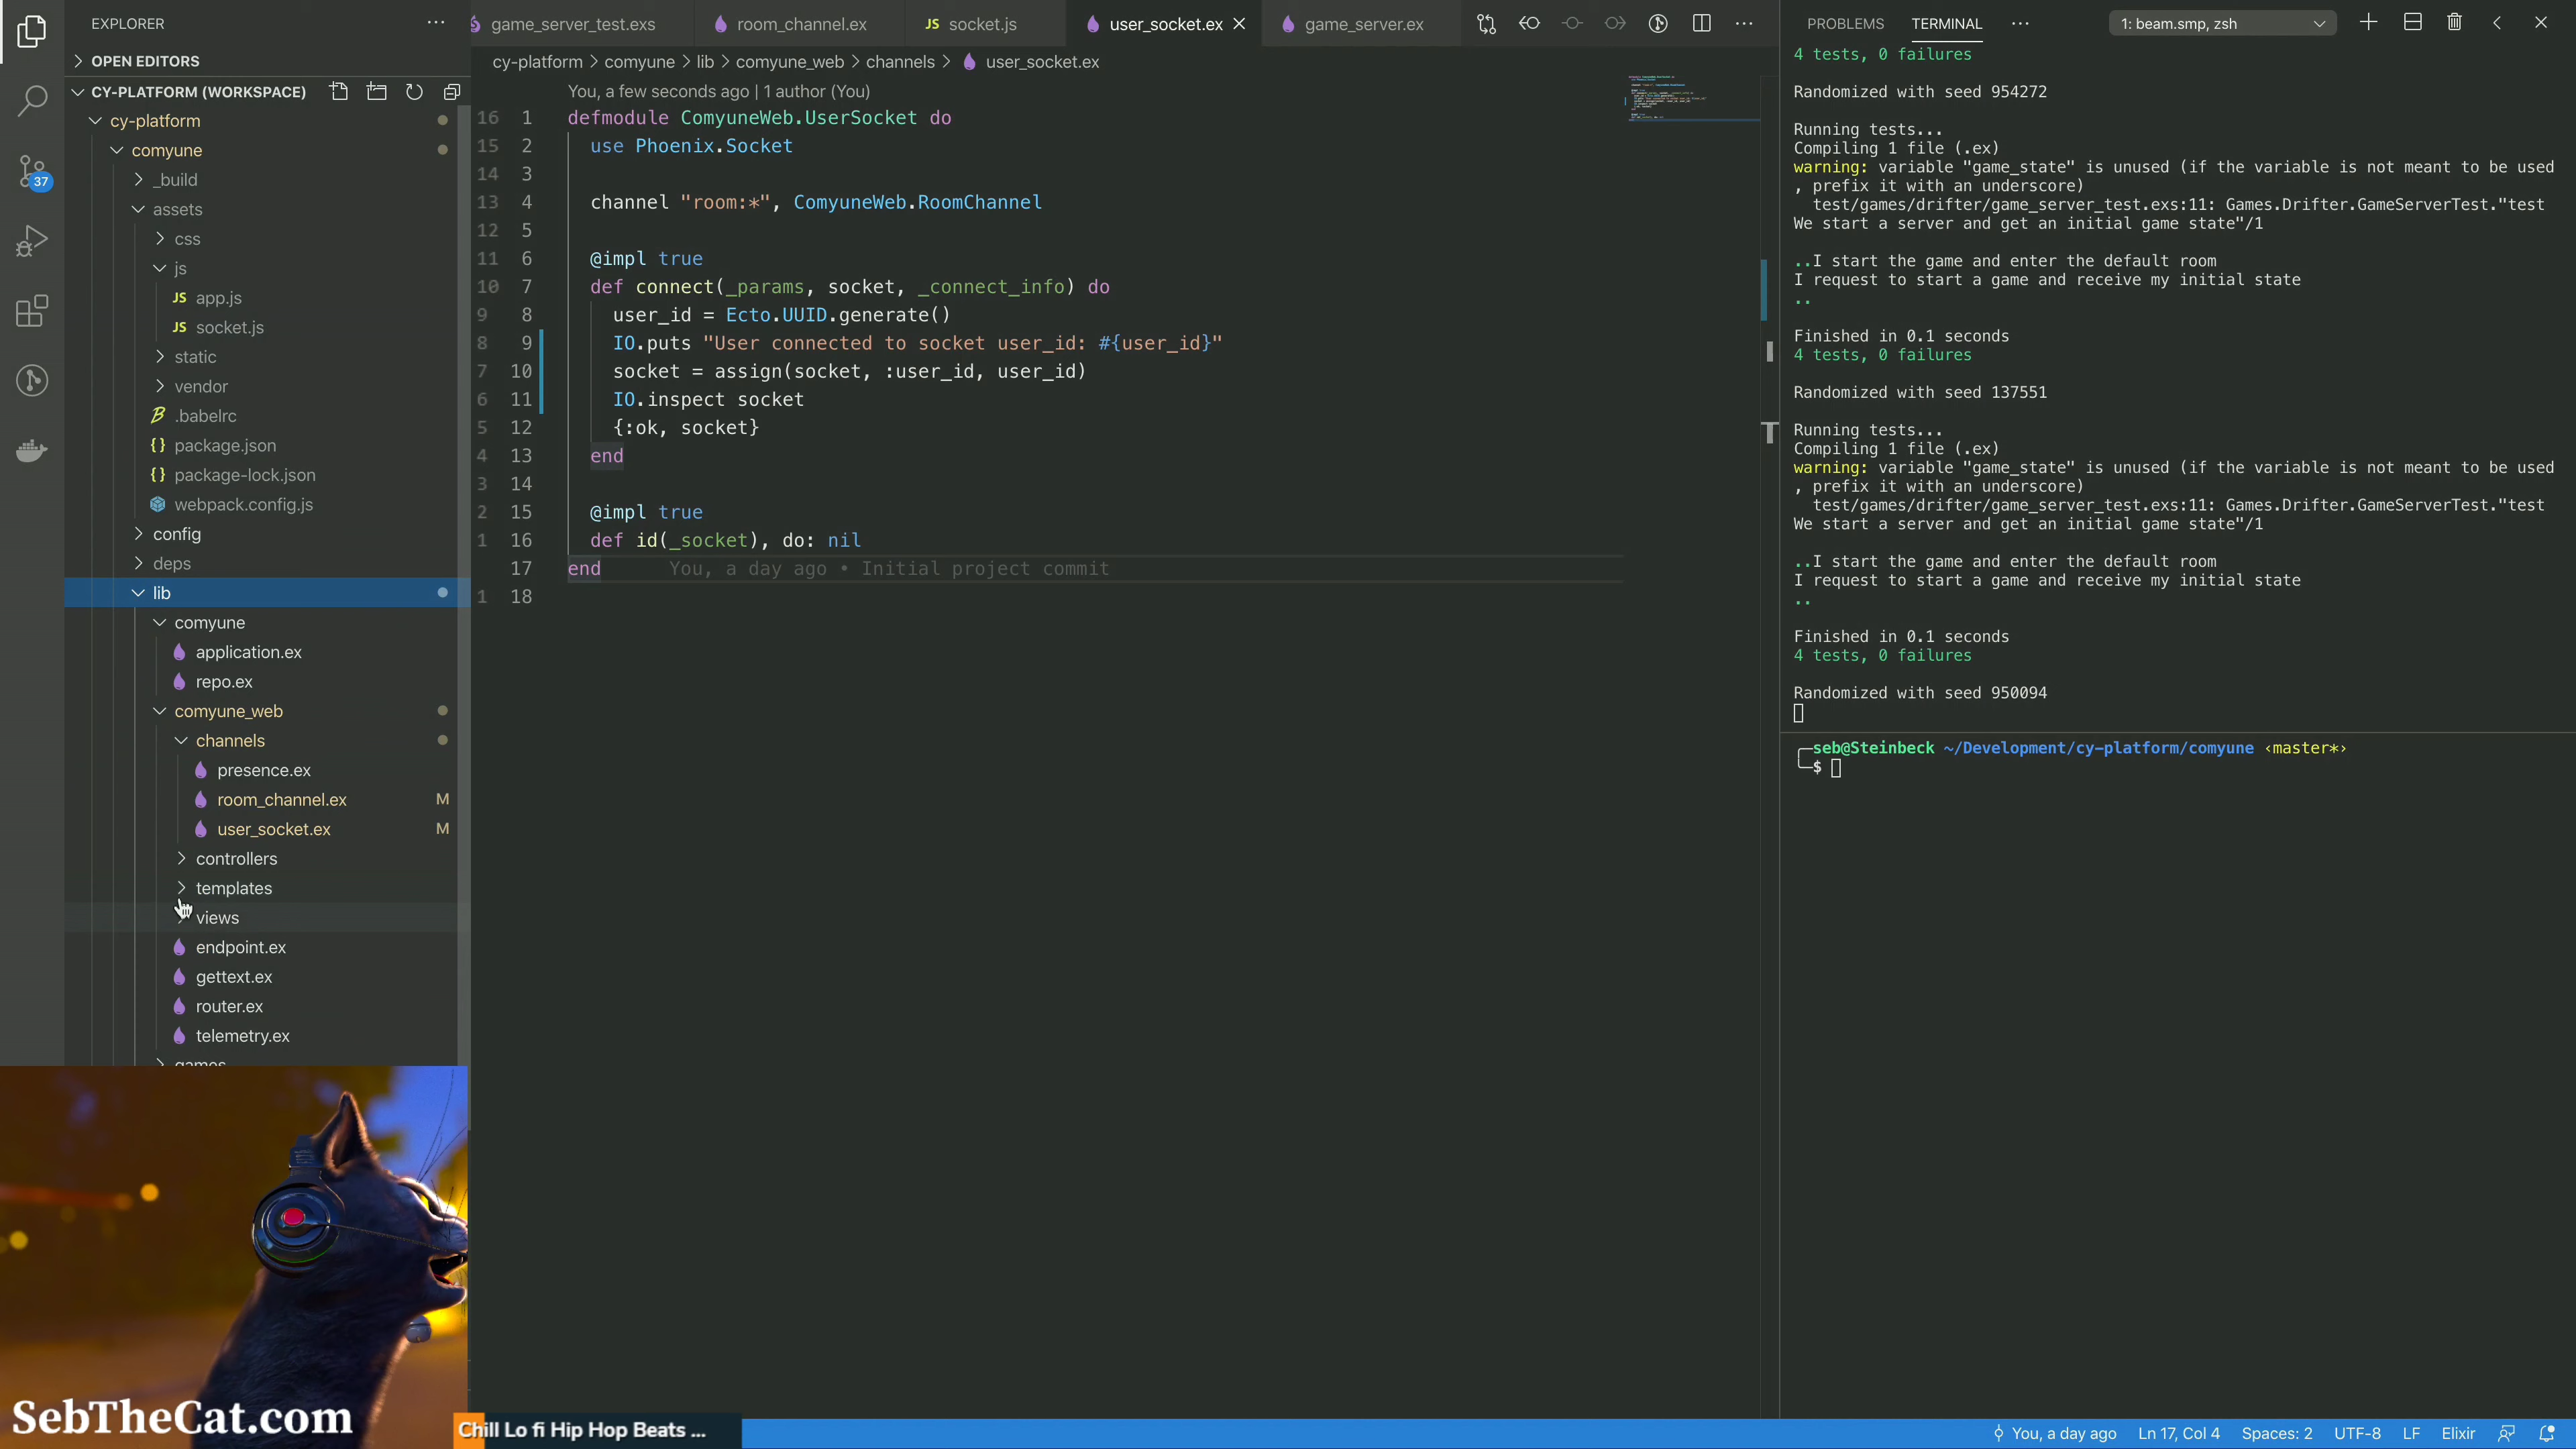 EXPLORER
OPEN EDITORS
CY-PLATFORM (WORKSPACE)
cy-platform
comyune
_build
assets
css
js
JS app.js
JS socket.js
static
vendor
.babelrc
{} package.json
{} package-lock.json
webpack.config.js
config
deps
lib
comyune
application.ex
repo.ex
comyune_web
channels
presence.ex
room_channel.ex M
user_socket.ex M
controllers
templates
views
endpoint.ex
gettext.ex
router.ex
telemetry.ex
games
37
SebTheCat.com
Chill Lo fi Hip Hop Beats ...
game_server_test.exs
room_channel.ex
JS socket.js
user_socket.ex
game_server.ex
cy-platform > comyune > lib > comyune_web > channels > user_socket.ex
You, a few seconds ago | 1 author (You)
16 1 defmodule ComyuneWeb.UserSocket do
15 2 use Phoenix.Socket
14 3
13 4 channel "room:*", ComyuneWeb.RoomChannel
12 5
11 6 @impl true
10 7 def connect(_params, socket, _connect_info) do
9 8 user_id = Ecto.UUID.generate()
8 9 IO.puts "User connected to socket user_id: #{user_id}"
7 10 socket = assign(socket, :user_id, user_id)
6 11 IO.inspect socket
5 12 {:ok, socket}
4 13 end
3 14
2 15 @impl true
1 16 def id(_socket), do: nil
17 end You, a day ago • Initial project commit
1 18
PROBLEMS TERMINAL ... 1: beam.smp, zsh
4 tests, 0 failures
Randomized with seed 954272
Running tests...
Compiling 1 file (.ex)
warning: variable "game_state" is unused (if the variable is not meant to be used
, prefix it with an underscore)
test/games/drifter/game_server_test.exs:11: Games.Drifter.GameServerTest."test
We start a server and get an initial game state"/1
..I start the game and enter the default room
I request to start a game and receive my initial state
..
Finished in 0.1 seconds
4 tests, 0 failures
Randomized with seed 137551
Running tests...
Compiling 1 file (.ex)
warning: variable "game_state" is unused (if the variable is not meant to be used
, prefix it with an underscore)
test/games/drifter/game_server_test.exs:11: Games.Drifter.GameServerTest."test
We start a server and get an initial game state"/1
..I start the game and enter the default room
I request to start a game and receive my initial state
..
Finished in 0.1 seconds
4 tests, 0 failures
Randomized with seed 950094
seb@Steinbeck ~/Development/cy-platform/comyune ‹master*›
$
You, a day ago Ln 17, Col 4 Spaces: 2 UTF-8 LF Elixir